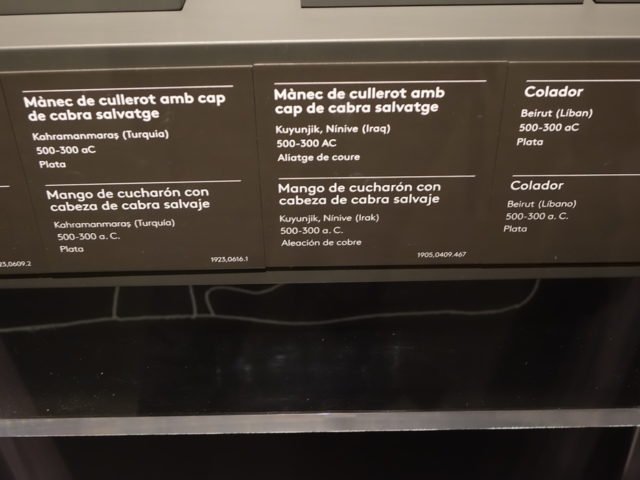 Mànec de cullerot amb cap
de cabra salvatge
Kahramanmaraş (Turquia)
500-300 aC
Plata
Mango de cucharón con
cabeza de cabra salvaje
Kahramanmaraş (Turquía)
500-300 a. C.
Plata
23,0609.2
1923,0616.1
Mànec de cullerot amb
cap de cabra salvatge
Kuyunjik, Nínive (Iraq)
500-300 AC
Aliatge de coure
Mango de cucharón con
cabeza de cabra salvaje
Kuyunjik, Nínive (Irak)
500-300 a. C.
Aleación de cobre
1905,0409.467
Colador
Beirut (Líban)
500-300 aC
Plata
Colador
Beirut (Líbano)
500-300 a. C.
Plata